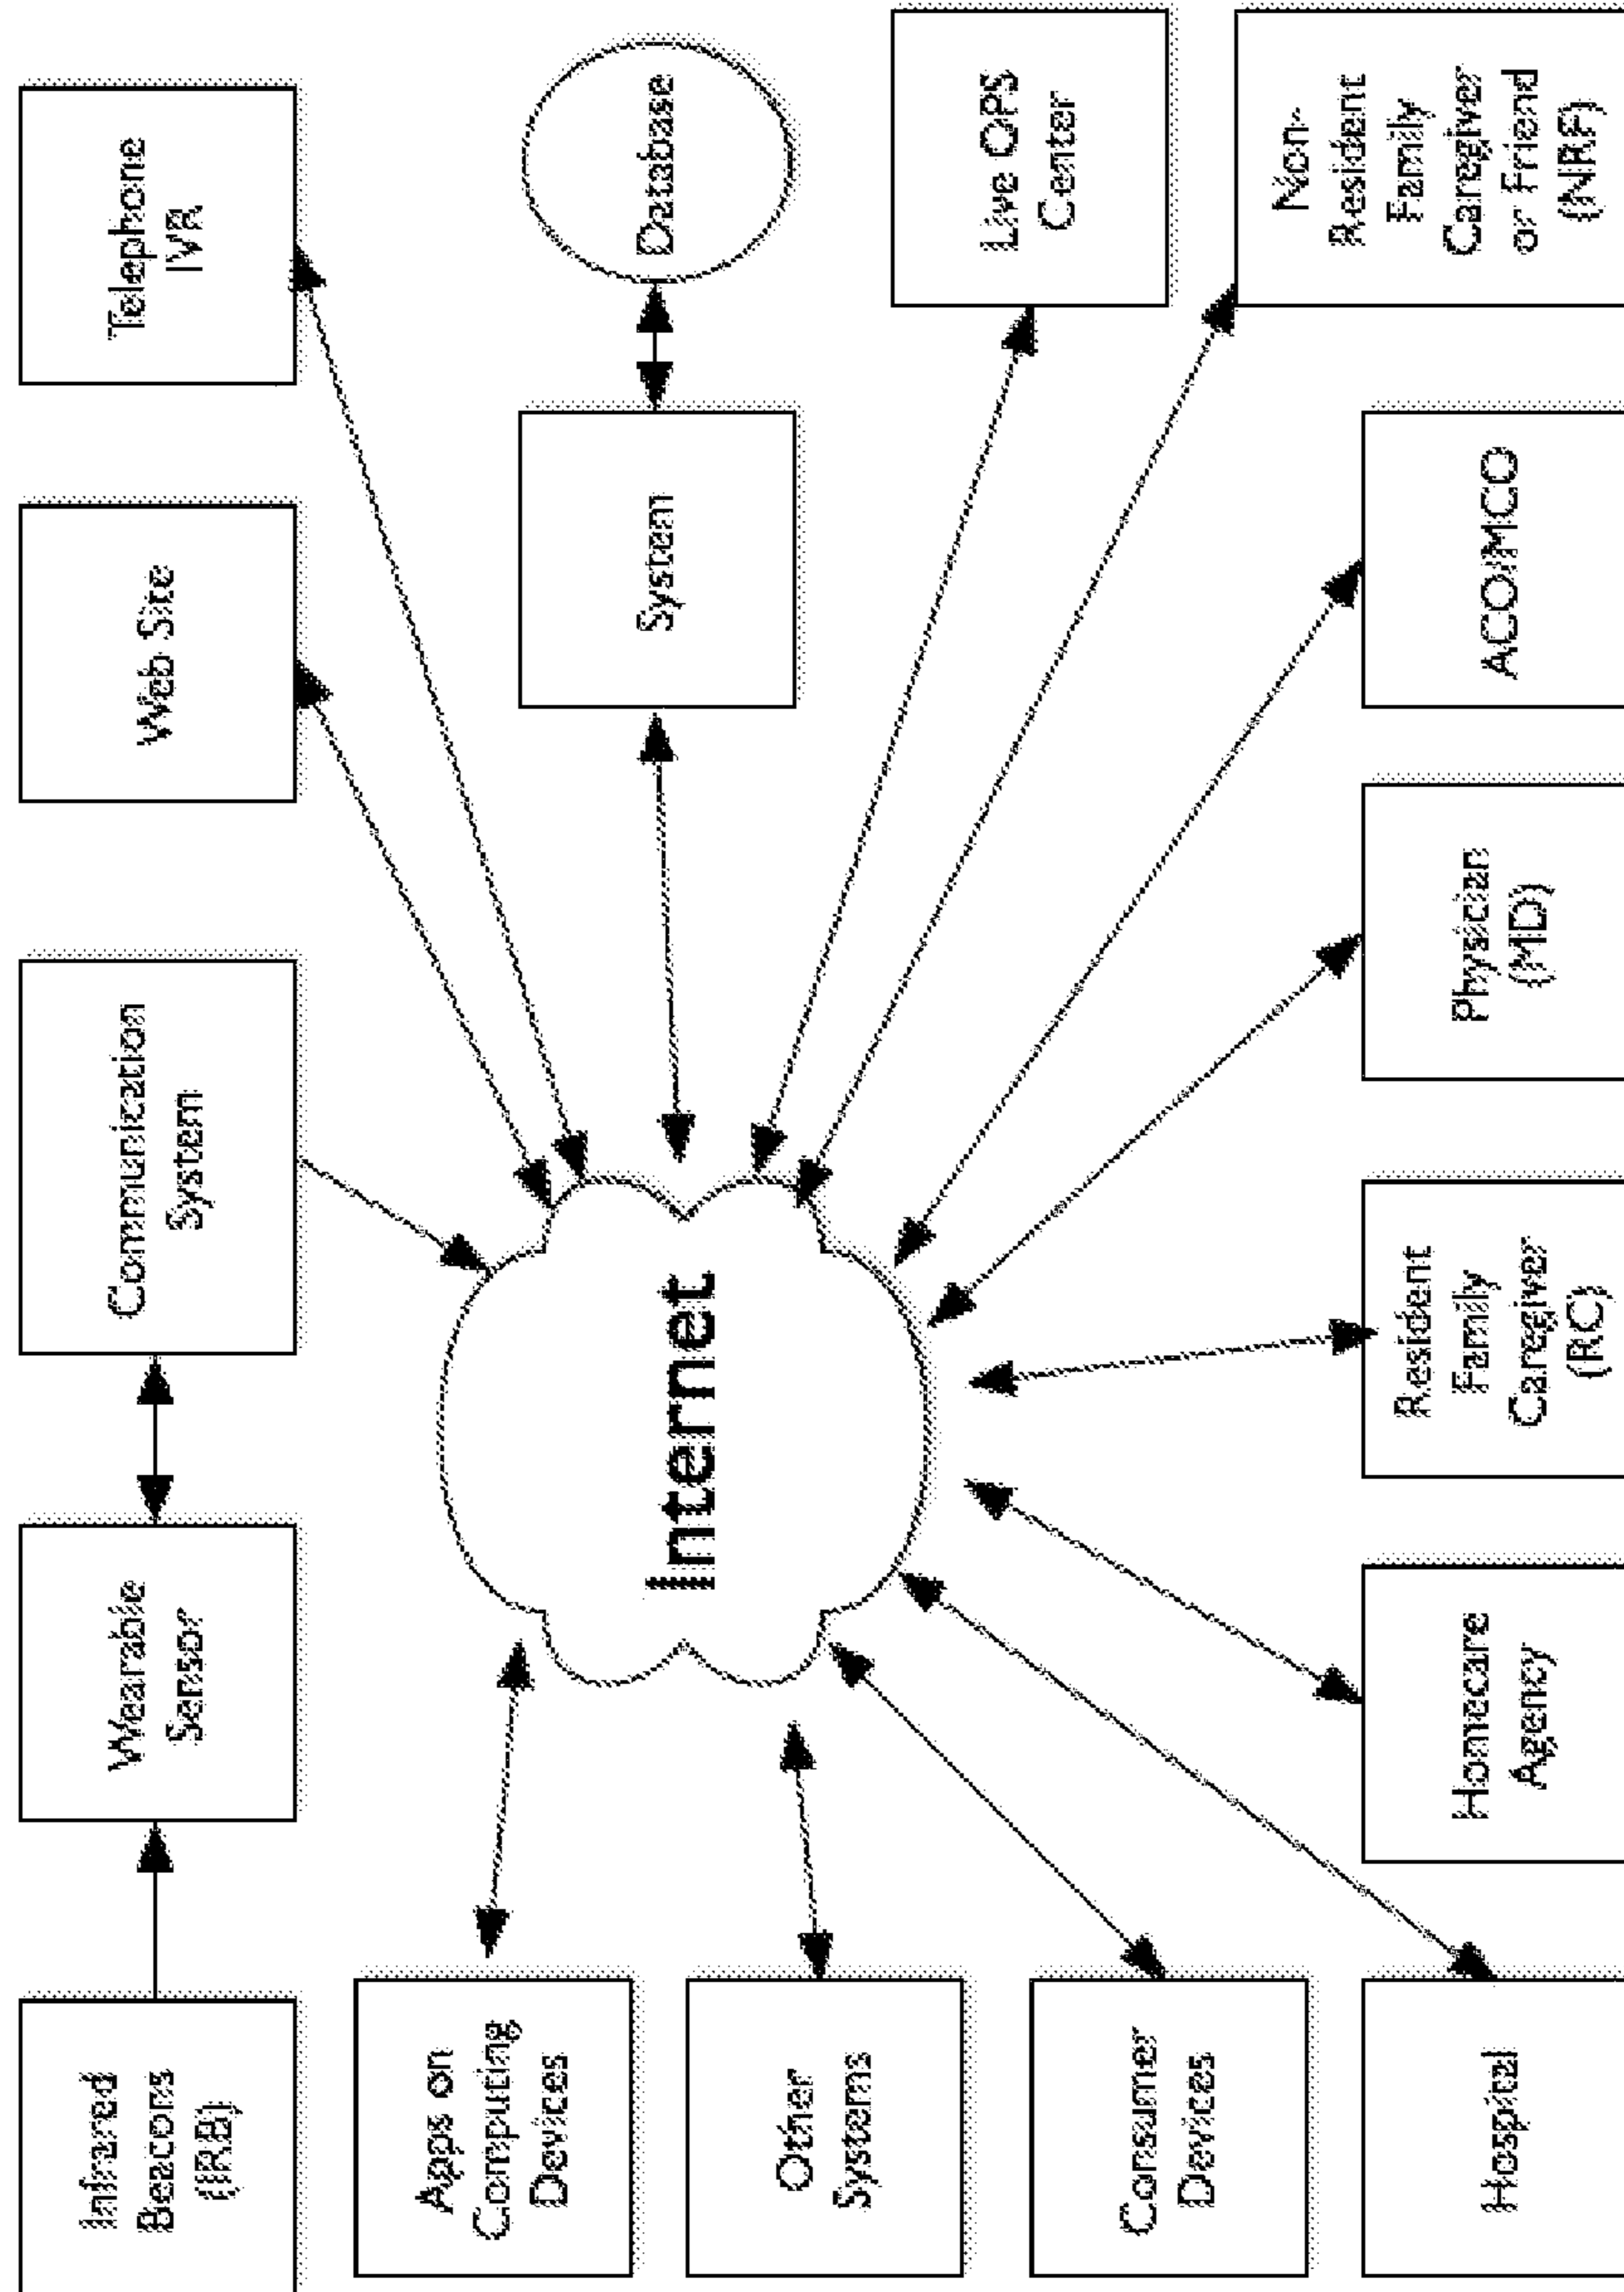 Infrared
Beacons
(IRB)
Wearable
Sensor
Communication
System
Web Site
Telephone
IVR
Apps on
Computing
Devices
Other
Systems
Consumer
Devices
Hospital
Internet
System
Database
Live OPS
Center
Non-
Resident
Family
Caregiver
or Friend
(NRF)
Homecare
Agency
Resident
Family
Caregiver
(RC)
Physician
(MD)
ACO/MCO